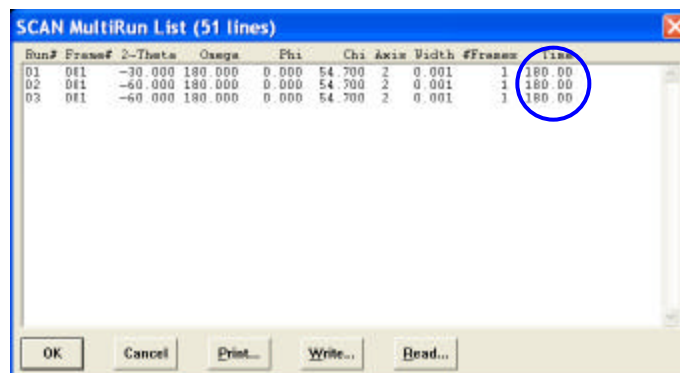 SCAN MultiRun List (51 lines)
Run# Frame# 2-Theta Omega Phi Chi Axis Width #Frames Time
01 001 -30.000 180.000 0.000 54.700 2 0.001 1 180.00
02 001 -60.000 180.000 0.000 54.700 2 0.001 1 180.00
03 001 -60.000 180.000 0.000 54.700 2 0.001 1 180.00
OK Cancel Print... Write... Read...